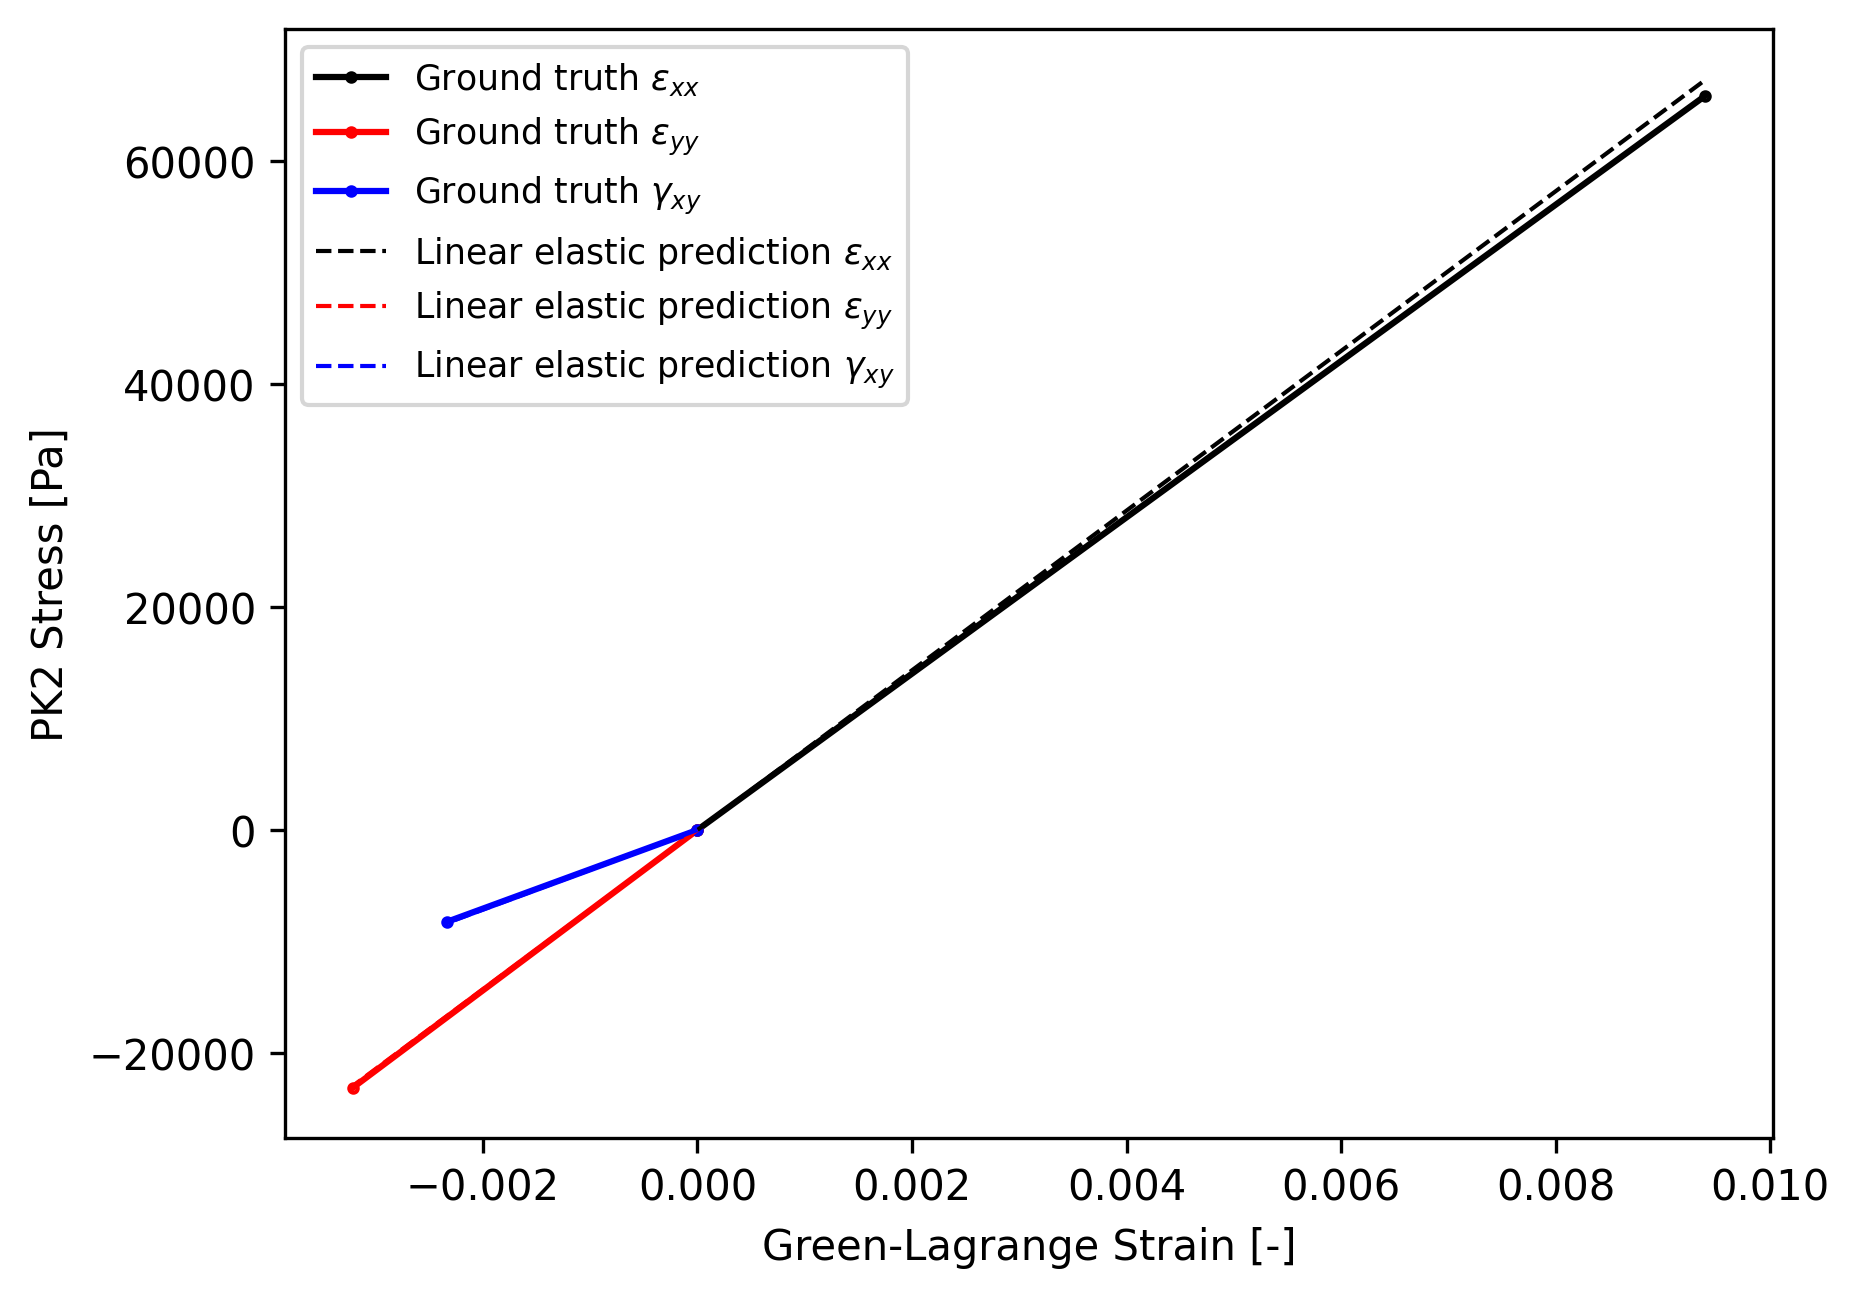 Ground truth εxx
Ground truth εyy
Ground truth γxy
Linear elastic prediction εxx
Linear elastic prediction εyy
Linear elastic prediction γxy
60000
40000
20000
0
−20000
PK2 Stress [Pa]
−0.002 0.000 0.002 0.004 0.006 0.008 0.010
Green-Lagrange Strain [-]